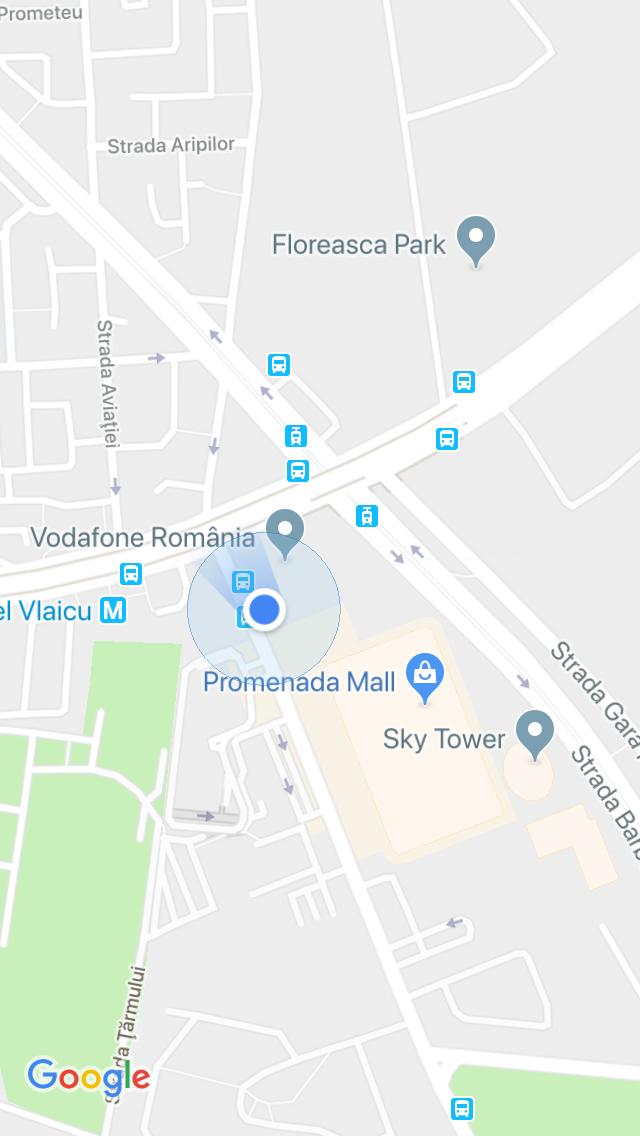 Prometeu
Strada Aripilor
Floreasca Park
Strada Aviației
Vodafone România
el Vlaicu M
Promenada Mall
Sky Tower
Strada Gara
Strada Barb
Strada Țărmului
Google